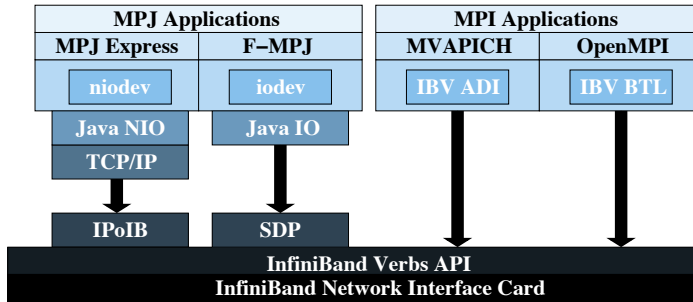 MPJ Applications
MPI Applications
MPJ Express
F−MPJ
MVAPICH
OpenMPI
niodev
iodev
IBV ADI
IBV BTL
Java NIO
Java IO
TCP/IP
IPoIB
SDP
InfiniBand Verbs API
InfiniBand Network Interface Card